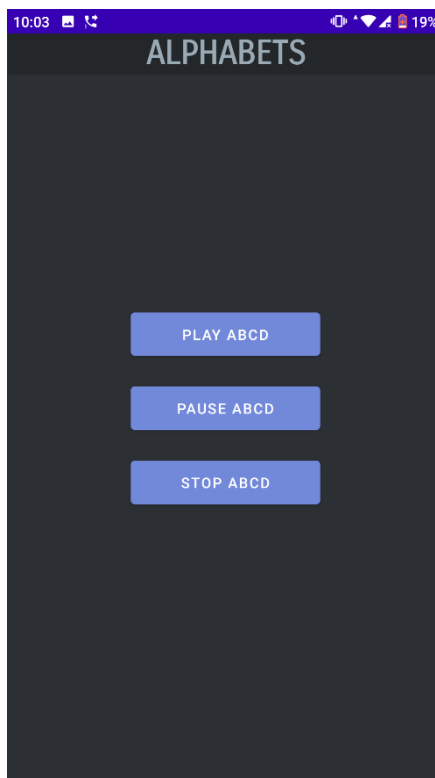 10:03 19%
ALPHABETS
PLAY ABCD
PAUSE ABCD
STOP ABCD